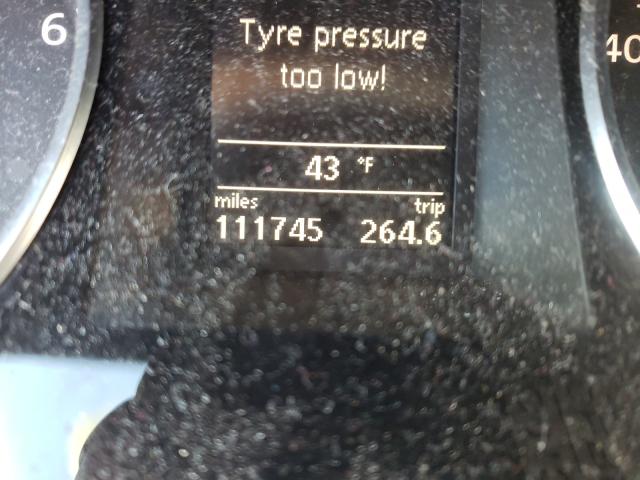 6
Tyre pressure
too low!
40
43 °F
miles trip
111745 264.6